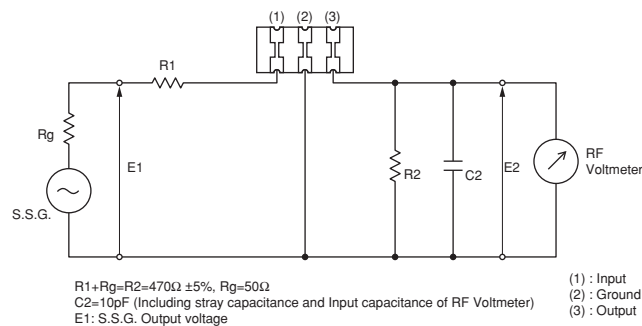 (1) (2) (3)
R1
Rg
E1
R2
C2
E2
RF
Voltmeter
S.S.G.
R1+Rg=R2=470Ω ±5%, Rg=50Ω
C2=10pF (Including stray capacitance and Input capacitance of RF Voltmeter)
E1: S.S.G. Output voltage
(1) : Input
(2) : Ground
(3) : Output